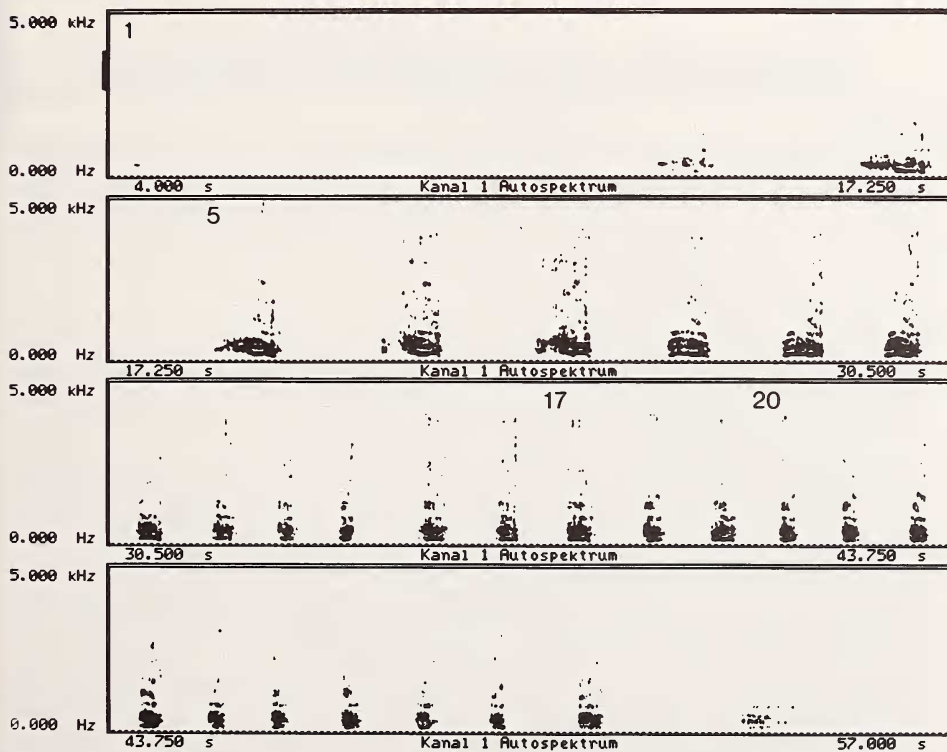 5.000 kHz
1
0.000 Hz
4.000 s Kanal 1 Autospektrum 17.250 s
5.000 kHz
5
0.000 Hz
17.250 s Kanal 1 Autospektrum 30.500 s
5.000 kHz
17 20
0.000 Hz
30.500 s Kanal 1 Autospektrum 43.750 s
5.000 kHz
0.000 Hz
43.750 s Kanal 1 Autospektrum 57.000 s